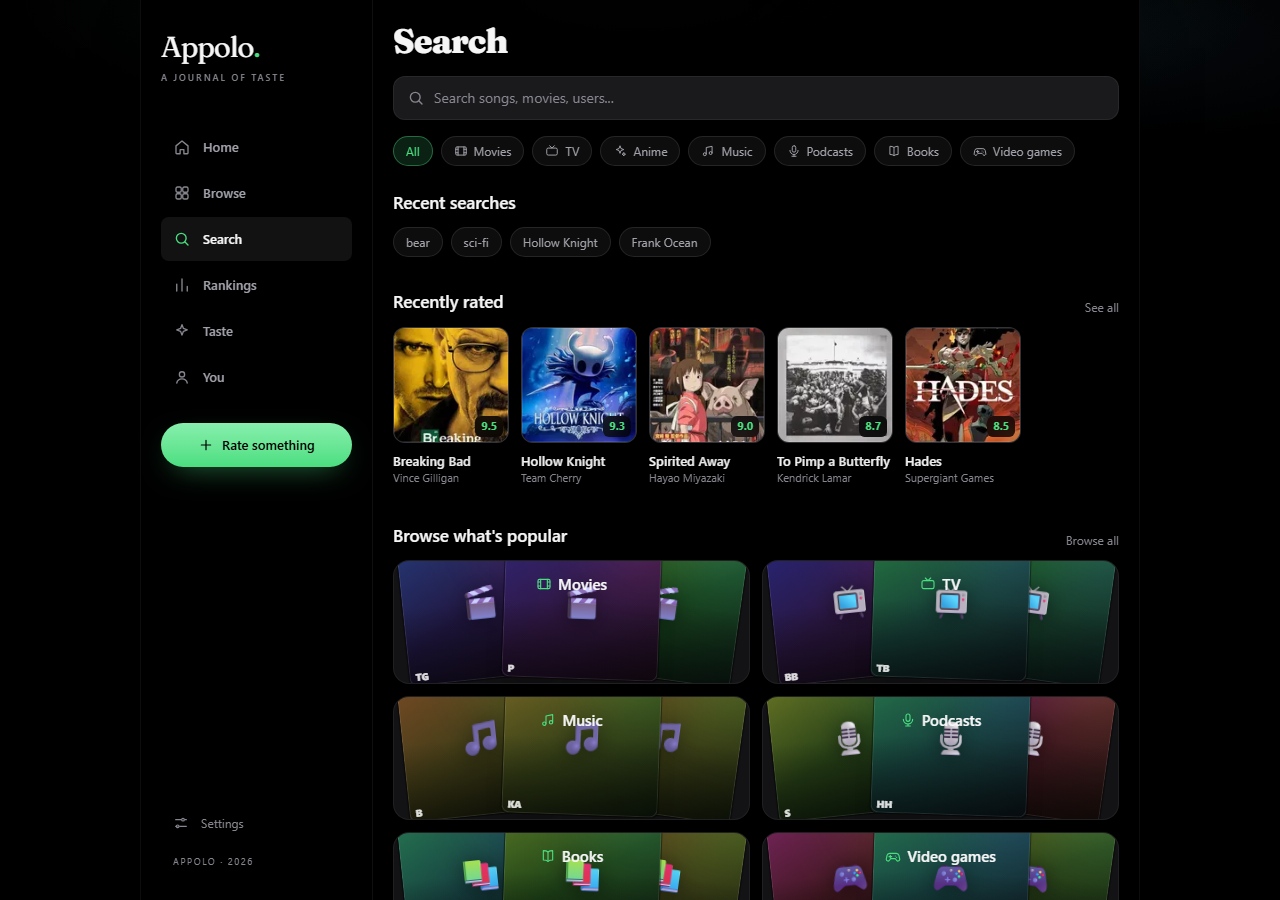 Appolo.
A JOURNAL OF TASTE
Home
Browse
Search
Rankings
Taste
You
Rate something
Settings
APPOLO · 2026
Search
Search songs, movies, users...
All
Movies
TV
Anime
Music
Podcasts
Books
Video games
Recent searches
bear
sci-fi
Hollow Knight
Frank Ocean
Recently rated
See all
Breaking
9.5
HOLLOW KNIGHT
9.3
9.0
8.7
HADES
8.5
Breaking Bad
Vince Gilligan
Hollow Knight
Team Cherry
Spirited Away
Hayao Miyazaki
To Pimp a Butterfly
Kendrick Lamar
Hades
Supergiant Games
Browse what's popular
Browse all
Movies
TG
P
TV
BB
TB
Music
B
KA
Podcasts
S
HH
Books
Video games